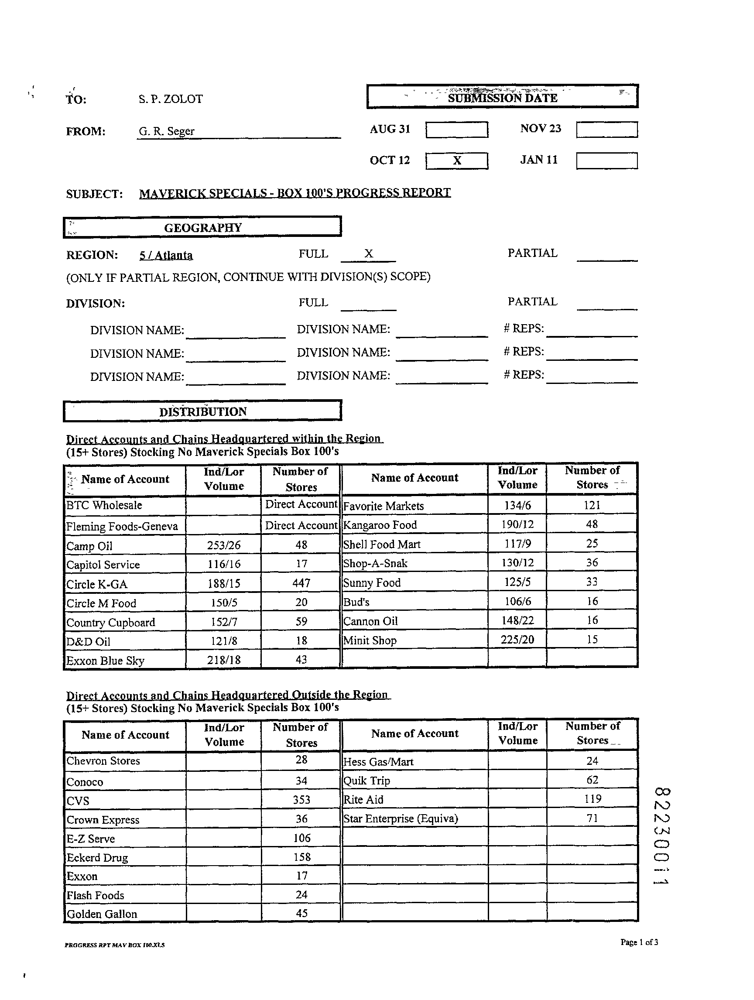 TO: S. P. ZOLOT
SUBMISSION DATE
FROM: G. R. Seger
AUG 31 NOV 23
OCT 12 X JAN 11
SUBJECT: MAVERICK SPECIALS - BOX 100'S PROGRESS REPORT
GEOGRAPHY
REGION: 5 / Atlanta FULL X PARTIAL
(ONLY IF PARTIAL REGION, CONTINUE WITH DIVISION(S) SCOPE)
DIVISION: FULL PARTIAL
DIVISION NAME: DIVISION NAME: # REPS:
DIVISION NAME: DIVISION NAME: # REPS:
DIVISION NAME: DIVISION NAME: # REPS:
DISTRIBUTION
Direct Accounts and Chains Headquartered within the Region
(15+ Stores) Stocking No Maverick Specials Box 100's
Name of Account Ind/Lor Volume Number of Stores Name of Account Ind/Lor Volume Number of Stores
BTC Wholesale Direct Account Favorite Markets 134/6 121
Fleming Foods-Geneva Direct Account Kangaroo Food 190/12 48
Camp Oil 253/26 48 Shell Food Mart 117/9 25
Capitol Service 116/16 17 Shop-A-Snak 130/12 36
Circle K-GA 188/15 447 Sunny Food 125/5 33
Circle M Food 150/5 20 Bud's 106/6 16
Country Cupboard 152/7 59 Cannon Oil 148/22 16
D&D Oil 121/8 18 Minit Shop 225/20 15
Exxon Blue Sky 218/18 43
Direct Accounts and Chains Headquartered Outside the Region
(15+ Stores) Stocking No Maverick Specials Box 100's
Name of Account Ind/Lor Volume Number of Stores Name of Account Ind/Lor Volume Number of Stores
Chevron Stores 28 Hess Gas/Mart 24
Conoco 34 Quik Trip 62
CVS 353 Rite Aid 119
Crown Express 36 Star Enterprise (Equiva) 71
E-Z Serve 106
Eckerd Drug 158
Exxon 17
Flash Foods 24
Golden Gallon 45
82230011
PROGRESS RPT MAV BOX 100.XLS
Page 1 of 3